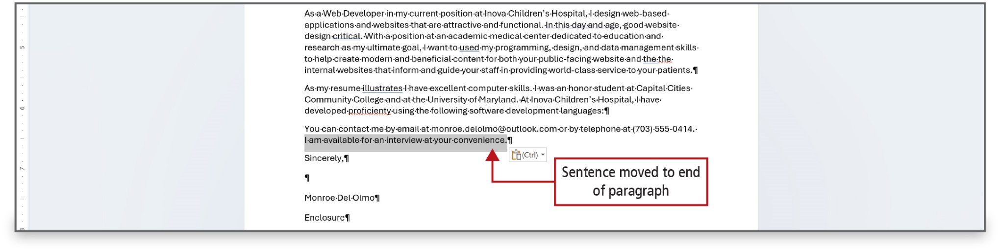 As a Web Developer in my current position at Inova Children’s Hospital, I design web-based
applications and websites that are attractive and functional. In this day and age, good website
design critical. With a position at an academic medical center dedicated to education and
research as my ultimate goal, I want to used my programming, design, and data management skills
to help create modern and beneficial content for both your public-facing website and the the
internal websites that inform and guide your staff in providing world-class service to your patients.¶
As my resume illustrates I have excellent computer skills. I was an honor student at Capital Cities
Community College and at the University of Maryland. At Inova Children’s Hospital, I have
developed proficienty using the following software development languages:¶
You can contact me by email at monroe.delolmo@outlook.com or by telephone at (703) 555-0414.
I am available for an interview at your convenience.¶
(Ctrl)
Sincerely,¶
¶
Monroe Del Olmo¶
Enclosure¶
Sentence moved to end
of paragraph
5
6
7
8